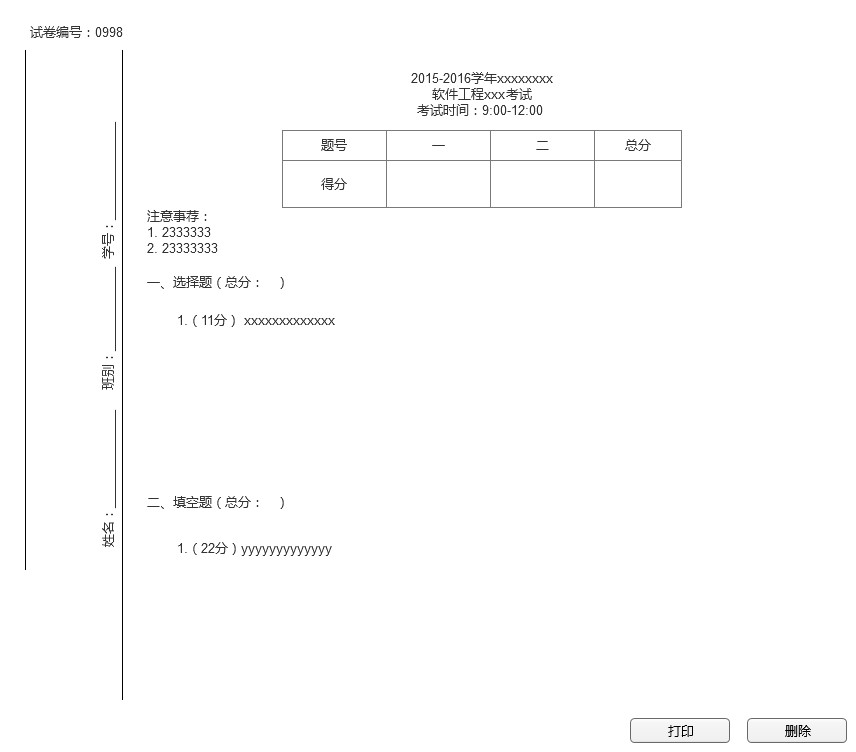 试卷编号：0998
2015-2016学年xxxxxxxx
软件工程xxx考试
考试时间：9:00-12:00
题号 一 二 总分
得分
注意事荐：
1. 2333333
2. 23333333
一、选择题（总分：  ）
1.（11分） xxxxxxxxxxxxx
二、填空题（总分：  ）
1.（22分）yyyyyyyyyyyyy
学号：
班别：
姓名：
打印 删除